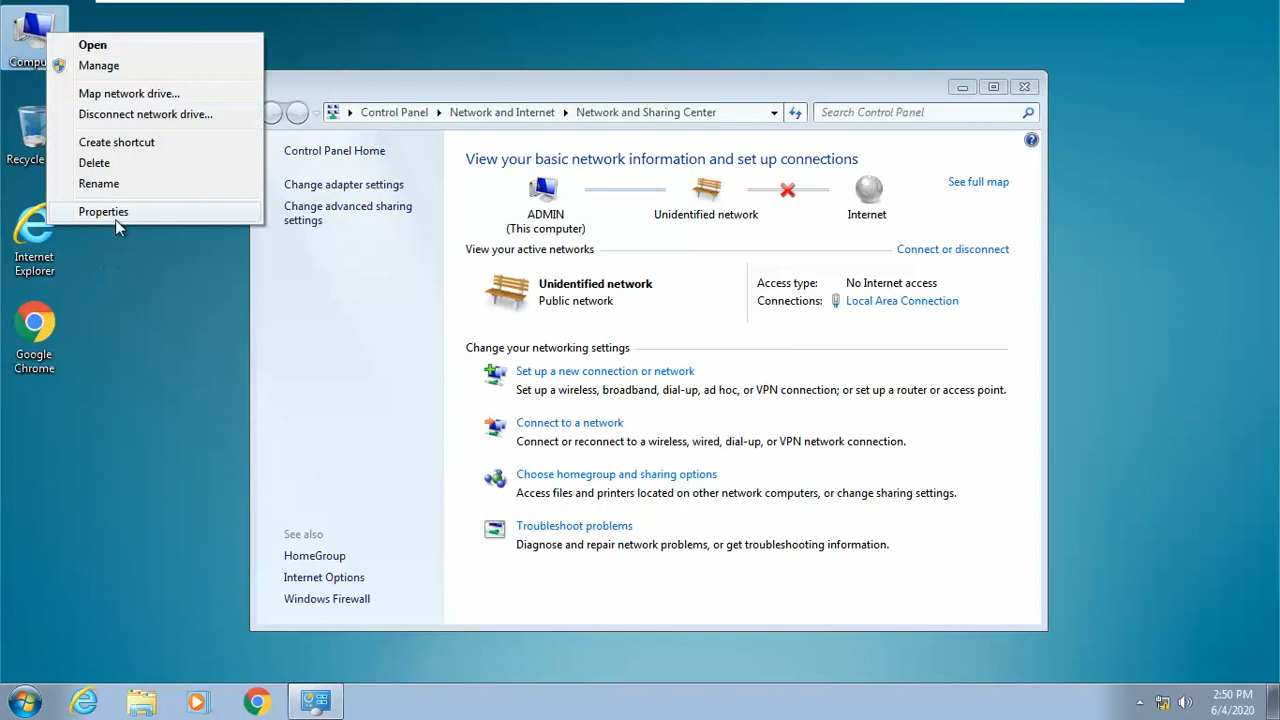 Open
Manage
Map network drive...
Disconnect network drive...
Create shortcut
Delete
Rename
Properties
Recycle
Internet
Explorer
Google
Chrome
Control Panel
Network and Internet
Network and Sharing Center
Search Control Panel
Control Panel Home
Change adapter settings
Change advanced sharing
settings
See also
HomeGroup
Internet Options
Windows Firewall
View your basic network information and set up connections
See full map
ADMIN
(This computer)
Unidentified network
Internet
View your active networks
Connect or disconnect
Unidentified network
Public network
Access type: No Internet access
Connections: Local Area Connection
Change your networking settings
Set up a new connection or network
Set up a wireless, broadband, dial-up, ad hoc, or VPN connection; or set up a router or access point.
Connect to a network
Connect or reconnect to a wireless, wired, dial-up, or VPN network connection.
Choose homegroup and sharing options
Access files and printers located on other network computers, or change sharing settings.
Troubleshoot problems
Diagnose and repair network problems, or get troubleshooting information.
2:50 PM
6/4/2020